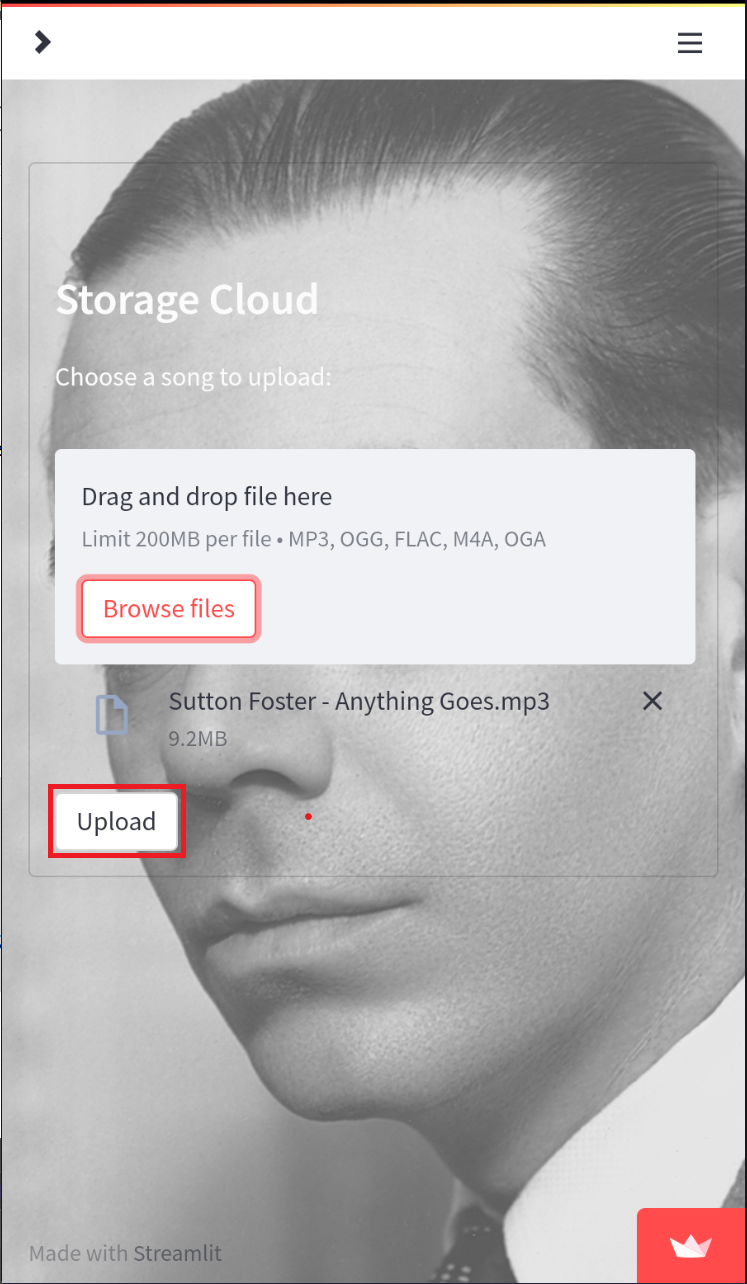 Storage Cloud
Choose a song to upload:
Drag and drop file here
Limit 200MB per file • MP3, OGG, FLAC, M4A, OGA
Browse files
Sutton Foster - Anything Goes.mp3
9.2MB
Upload
Made with Streamlit